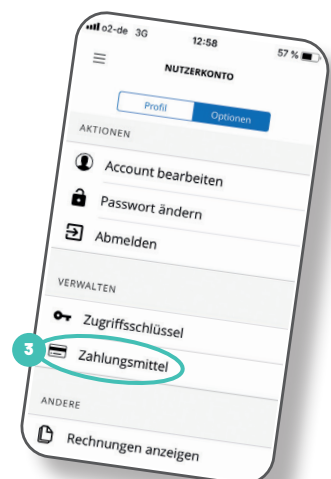 o2-de 3G 12:58 57 %
NUTZERKONTO
Profil Optionen
AKTIONEN
Account bearbeiten
Passwort ändern
Abmelden
VERWALTEN
Zugriffsschlüssel
3 Zahlungsmittel
ANDERE
Rechnungen anzeigen